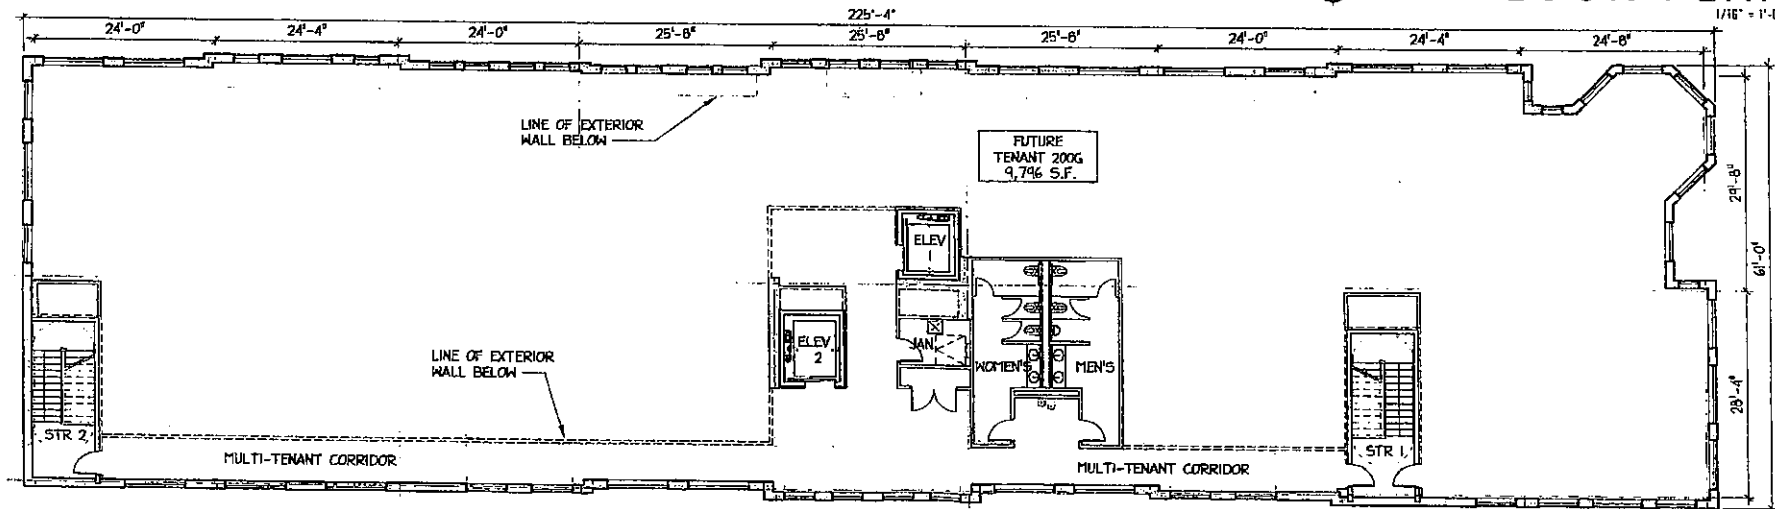 225'-4"
1/16" = 1'-0
24'-0" 24'-4" 24'-0" 25'-8" 25'-8" 25'-8" 24'-0" 24'-4" 24'-8"
LINE OF EXTERIOR
WALL BELOW
FUTURE
TENANT 200G
9,796 S.F.
29'-8"
61'-0"
ELEV
ELEV
2
JAN
WOMEN'S
MEN'S
LINE OF EXTERIOR
WALL BELOW
28'-4"
STR 2
STR 1
MULTI-TENANT CORRIDOR
MULTI-TENANT CORRIDOR